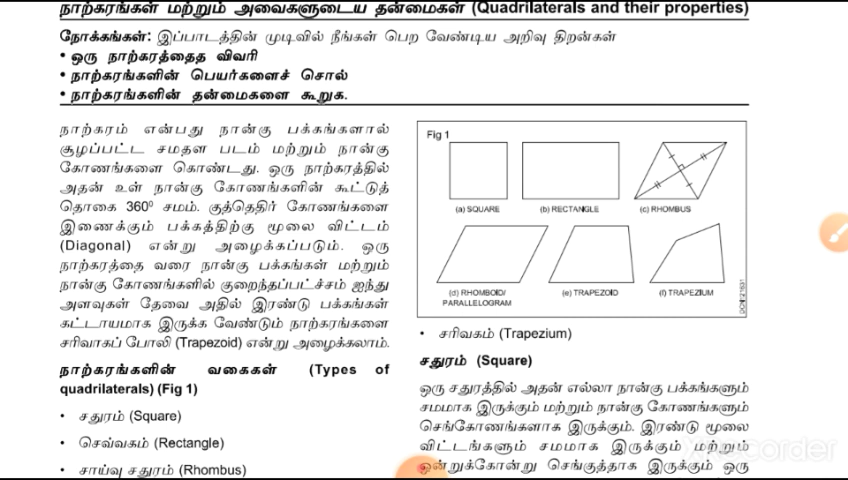 நாற்கரங்கள் மற்றும் அவைகளுடைய தன்மைகள் (Quadrilaterals and their properties)
நோக்கங்கள்: இப்பாடத்தின் முடிவில் நீங்கள் பெற வேண்டிய அறிவு திறன்கள்
• ஒரு நாற்கரத்தைத விவரி
• நாற்கரங்களின் பெயர்களைச் சொல்
• நாற்கரங்களின் தன்மைகளை கூறுக.
நாற்கரம் என்பது நான்கு பக்கங்களால்
சூழப்பட்ட சமதள படம் மற்றும் நான்கு
கோணங்களை கொண்டது. ஒரு நாற்கரத்தில்
அதன் உள் நான்கு கோணங்களின் கூட்டுத்
தொகை 360⁰ சமம். குத்தெதிர் கோணங்களை
இணைக்கும் பக்கத்திற்கு மூலை விட்டம்
(Diagonal) என்று அழைக்கப்படும். ஒரு
நாற்கரத்தை வரை நான்கு பக்கங்கள் மற்றும்
நான்கு கோணங்களில் குறைந்தப்பட்ச்சம் ஐந்து
அளவுகள் தேவை அதில் இரண்டு பக்கங்கள்
கட்டாயமாக இருக்க வேண்டும் நாற்கரங்களை
சரிவாகப் போலி (Trapezoid) என்று அழைக்கலாம்.
நாற்கரங்களின் வகைகள் (Types of
quadrilaterals) (Fig 1)
• சதுரம் (Square)
• செவ்வகம் (Rectangle)
• சாய்வு சதுரம் (Rhombus)
Fig 1
(a) SQUARE
(b) RECTANGLE
(c) RHOMBUS
(d) RHOMBOID/
PARALLELOGRAM
(e) TRAPEZOID
(f) TRAPEZIUM
• சரிவகம் (Trapezium)
சதுரம் (Square)
ஒரு சதுரத்தில் அதன் எல்லா நான்கு பக்கங்களும்
சமமாக இருக்கும் மற்றும் நான்கு கோணங்களும்
செங்கோணங்களாக இருக்கும். இரண்டு மூலை
விட்டங்களும் சமமாக இருக்கும் மற்றும்
ஒன்றுக்கோன்று செங்குத்தாக இருக்கும் ஒரு
Recorder